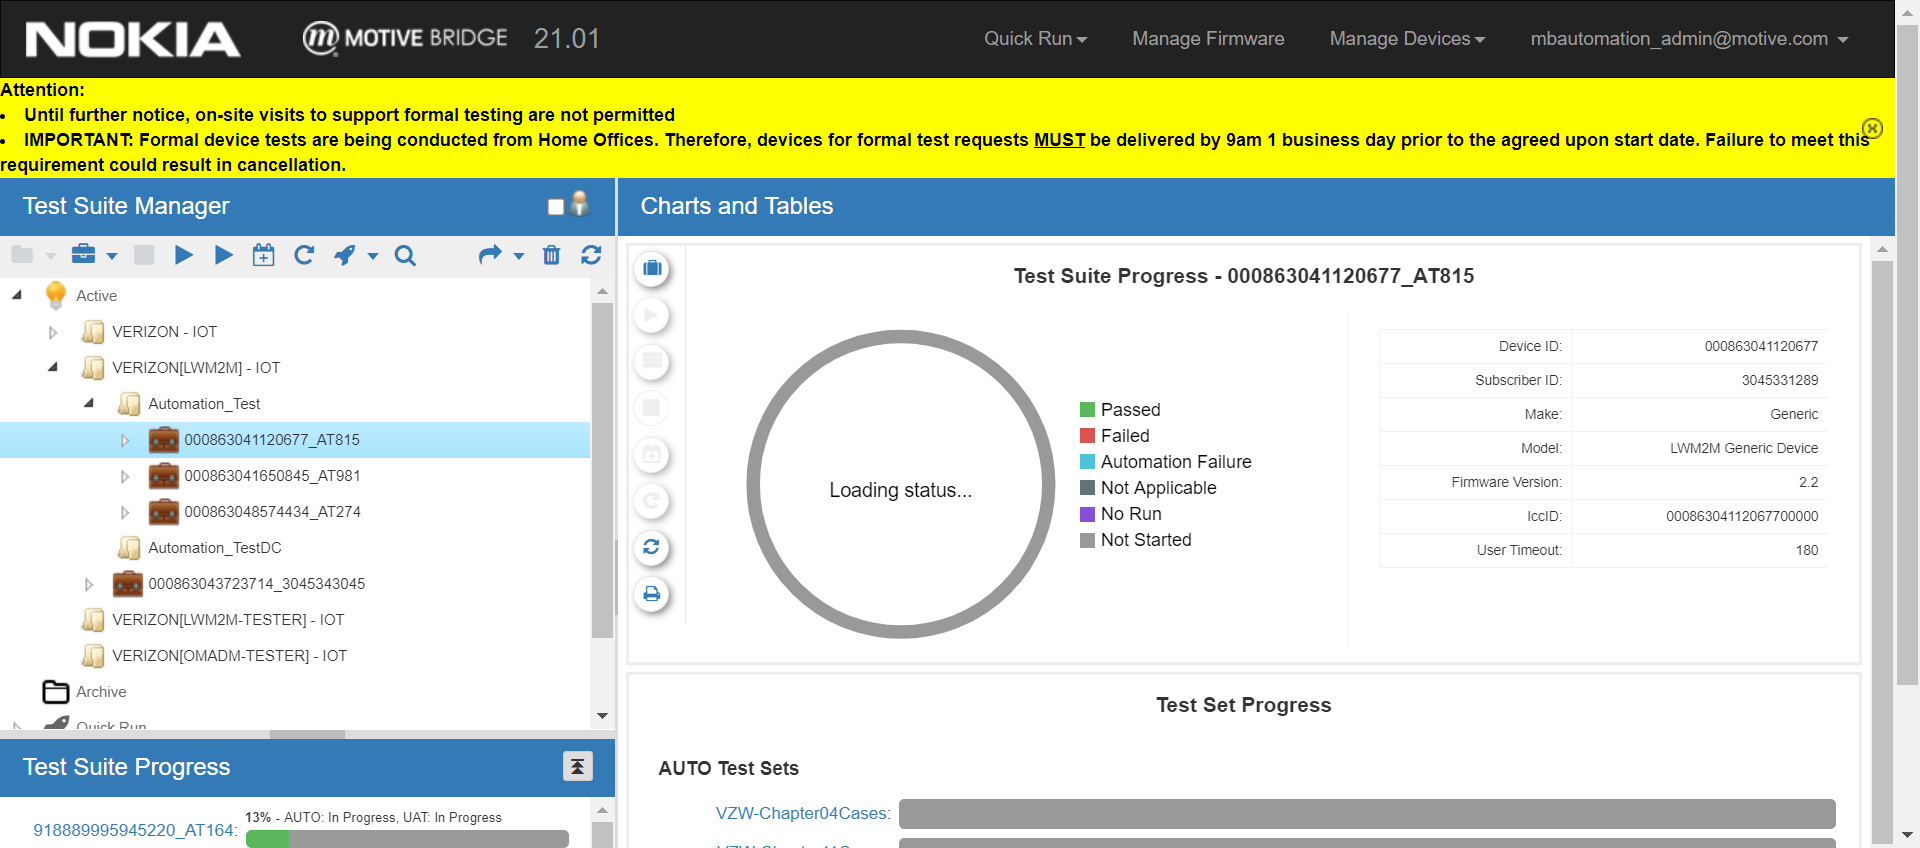 NOKIA
MOTIVE BRIDGE 21.01
Quick Run
Manage Firmware
Manage Devices
mbautomation_admin@motive.com
Attention:
• Until further notice, on-site visits to support formal testing are not permitted
• IMPORTANT: Formal device tests are being conducted from Home Offices. Therefore, devices for formal test requests MUST be delivered by 9am 1 business day prior to the agreed upon start date. Failure to meet this
requirement could result in cancellation.
Test Suite Manager
Active
VERIZON - IOT
VERIZON[LWM2M] - IOT
Automation_Test
000863041120677_AT815
000863041650845_AT981
000863048574434_AT274
Automation_TestDC
000863043723714_3045343045
VERIZON[LWM2M-TESTER] - IOT
VERIZON[OMADM-TESTER] - IOT
Archive
Quick Run
Test Suite Progress
918889995945220_AT164:
13% - AUTO: In Progress, UAT: In Progress
Charts and Tables
Test Suite Progress - 000863041120677_AT815
Loading status...
Passed
Failed
Automation Failure
Not Applicable
No Run
Not Started
Device ID: 000863041120677
Subscriber ID: 3045331289
Make: Generic
Model: LWM2M Generic Device
Firmware Version: 2.2
IccID: 00086304112067700000
User Timeout: 180
Test Set Progress
AUTO Test Sets
VZW-Chapter04Cases: